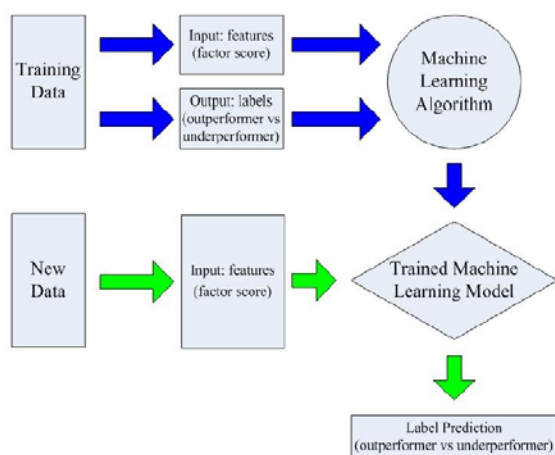 Training
Data
Input: features
(factor score)
Output: labels
(outperformer vs
underperformer)
Machine
Learning
Algorithm
New
Data
Input: features
(factor score)
Trained Machine
Learning Model
Label Prediction
(outperformer vs underperformer)